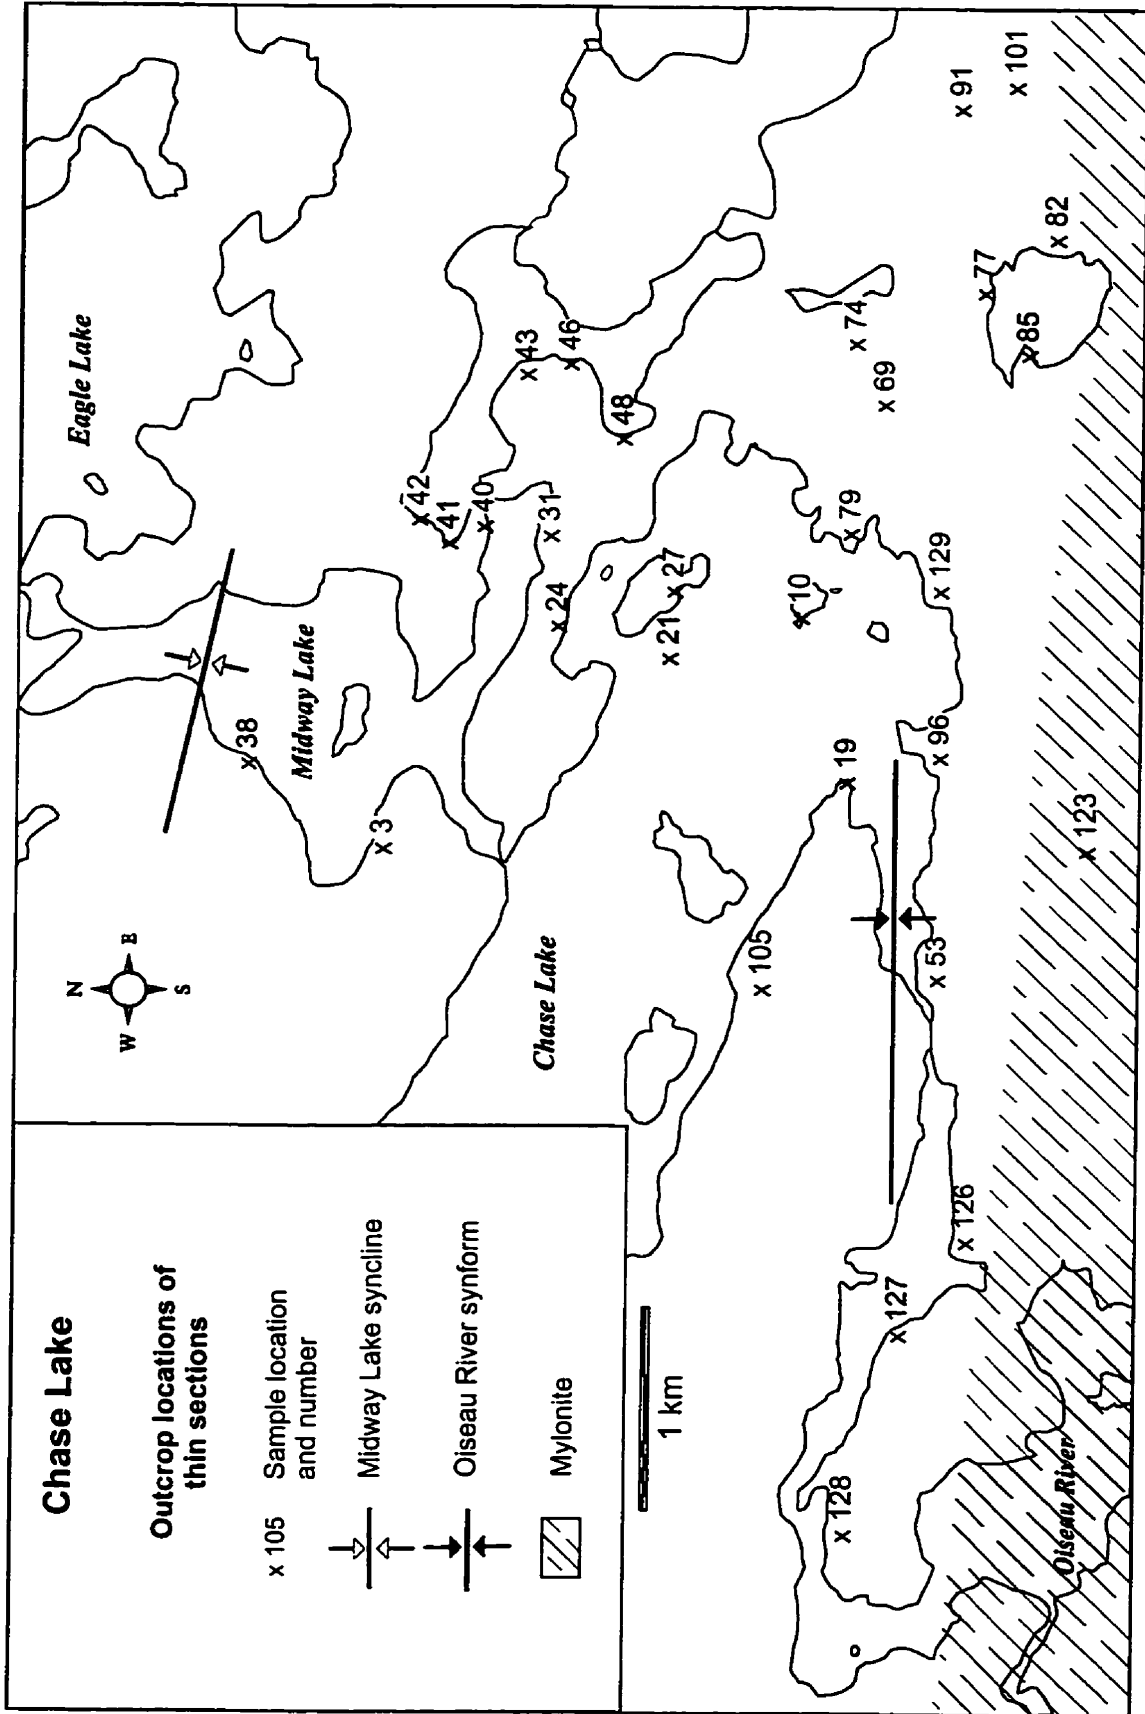 Chase Lake
Outcrop locations of
thin sections
x 105 Sample location
and number
Midway Lake syncline
Oiseau River synform
Mylonite
1 km
N
W
E
S
Eagle Lake
Midway Lake
Chase Lake
Oiseau River
x 38
x 3
x 42
x 41
x 40
x 43
x 46
x 48
x 31
x 24
x 27
x 21
x 10
x 79
x 129
x 74
x 69
x 77
x 85
x 82
x 91
x 101
x 19
x 96
x 105
x 53
x 123
x 126
x 127
x 128